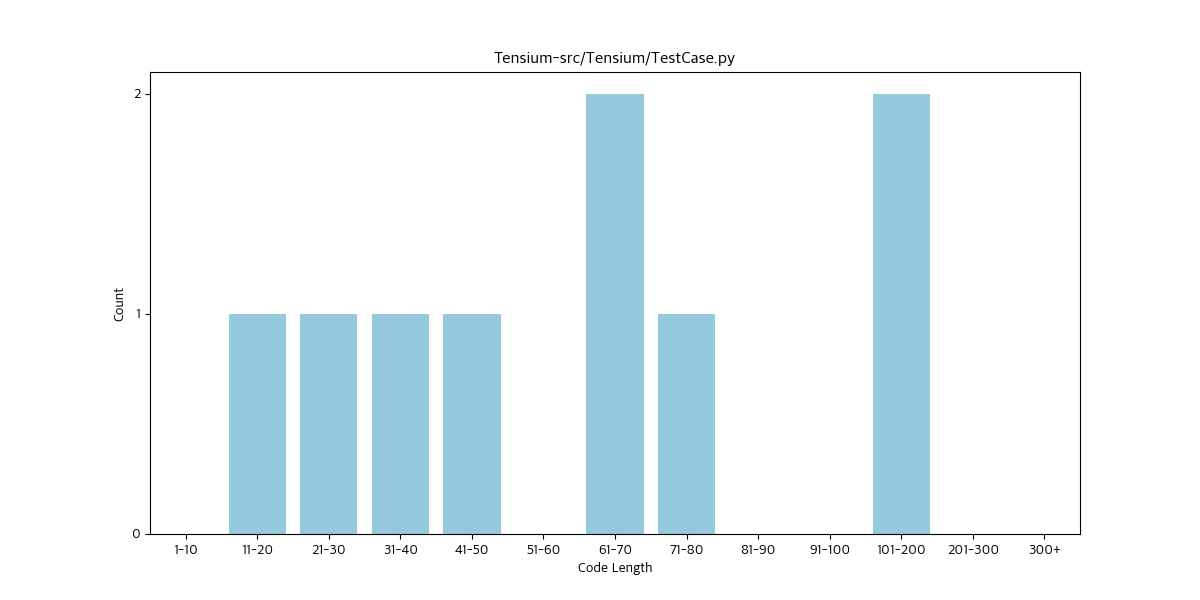 Tensium-src/Tensium/TestCase.py
2
1
0
Count
1-10 11-20 21-30 31-40 41-50 51-60 61-70 71-80 81-90 91-100 101-200 201-300 300+
Code Length